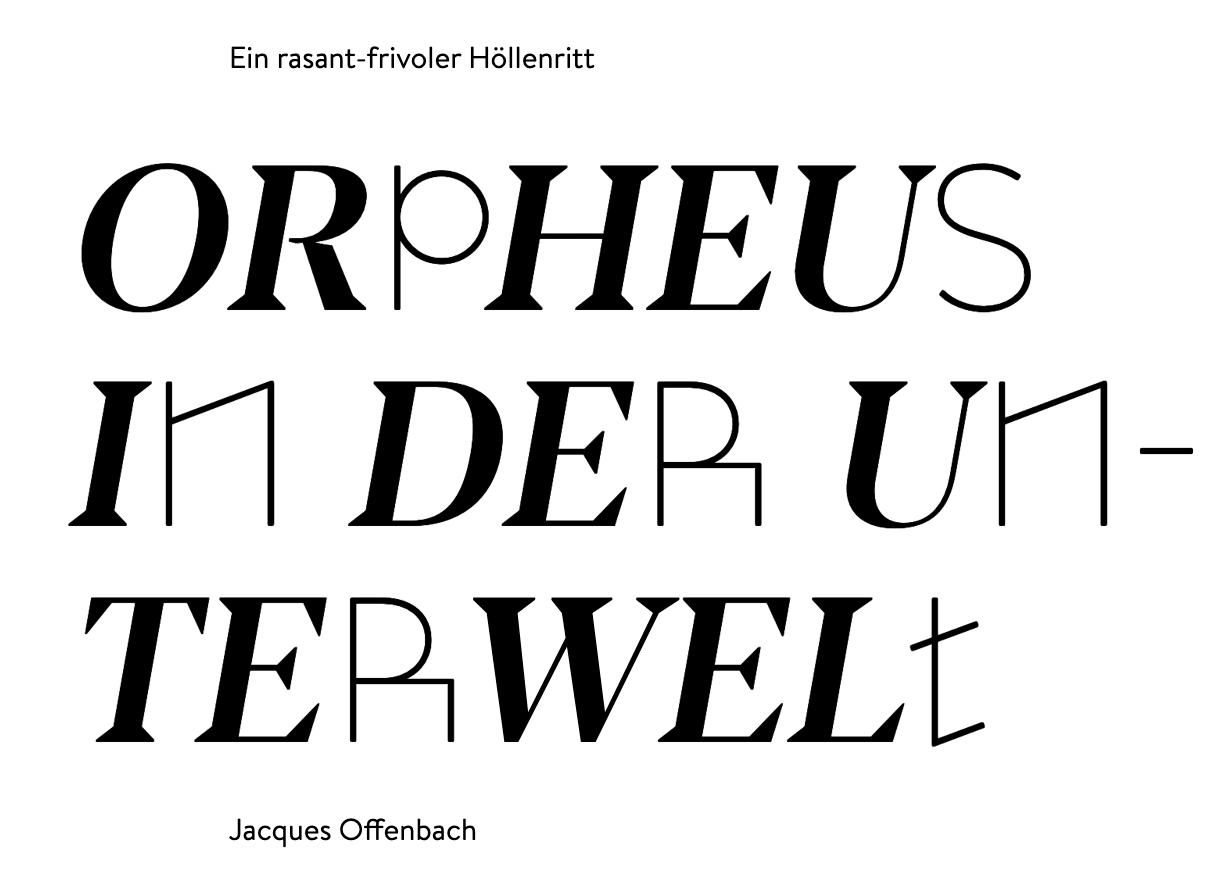 Ein rasant-frivoler Höllenritt
ORPHEUS
IN DER UN-
TERWELT
Jacques Offenbach